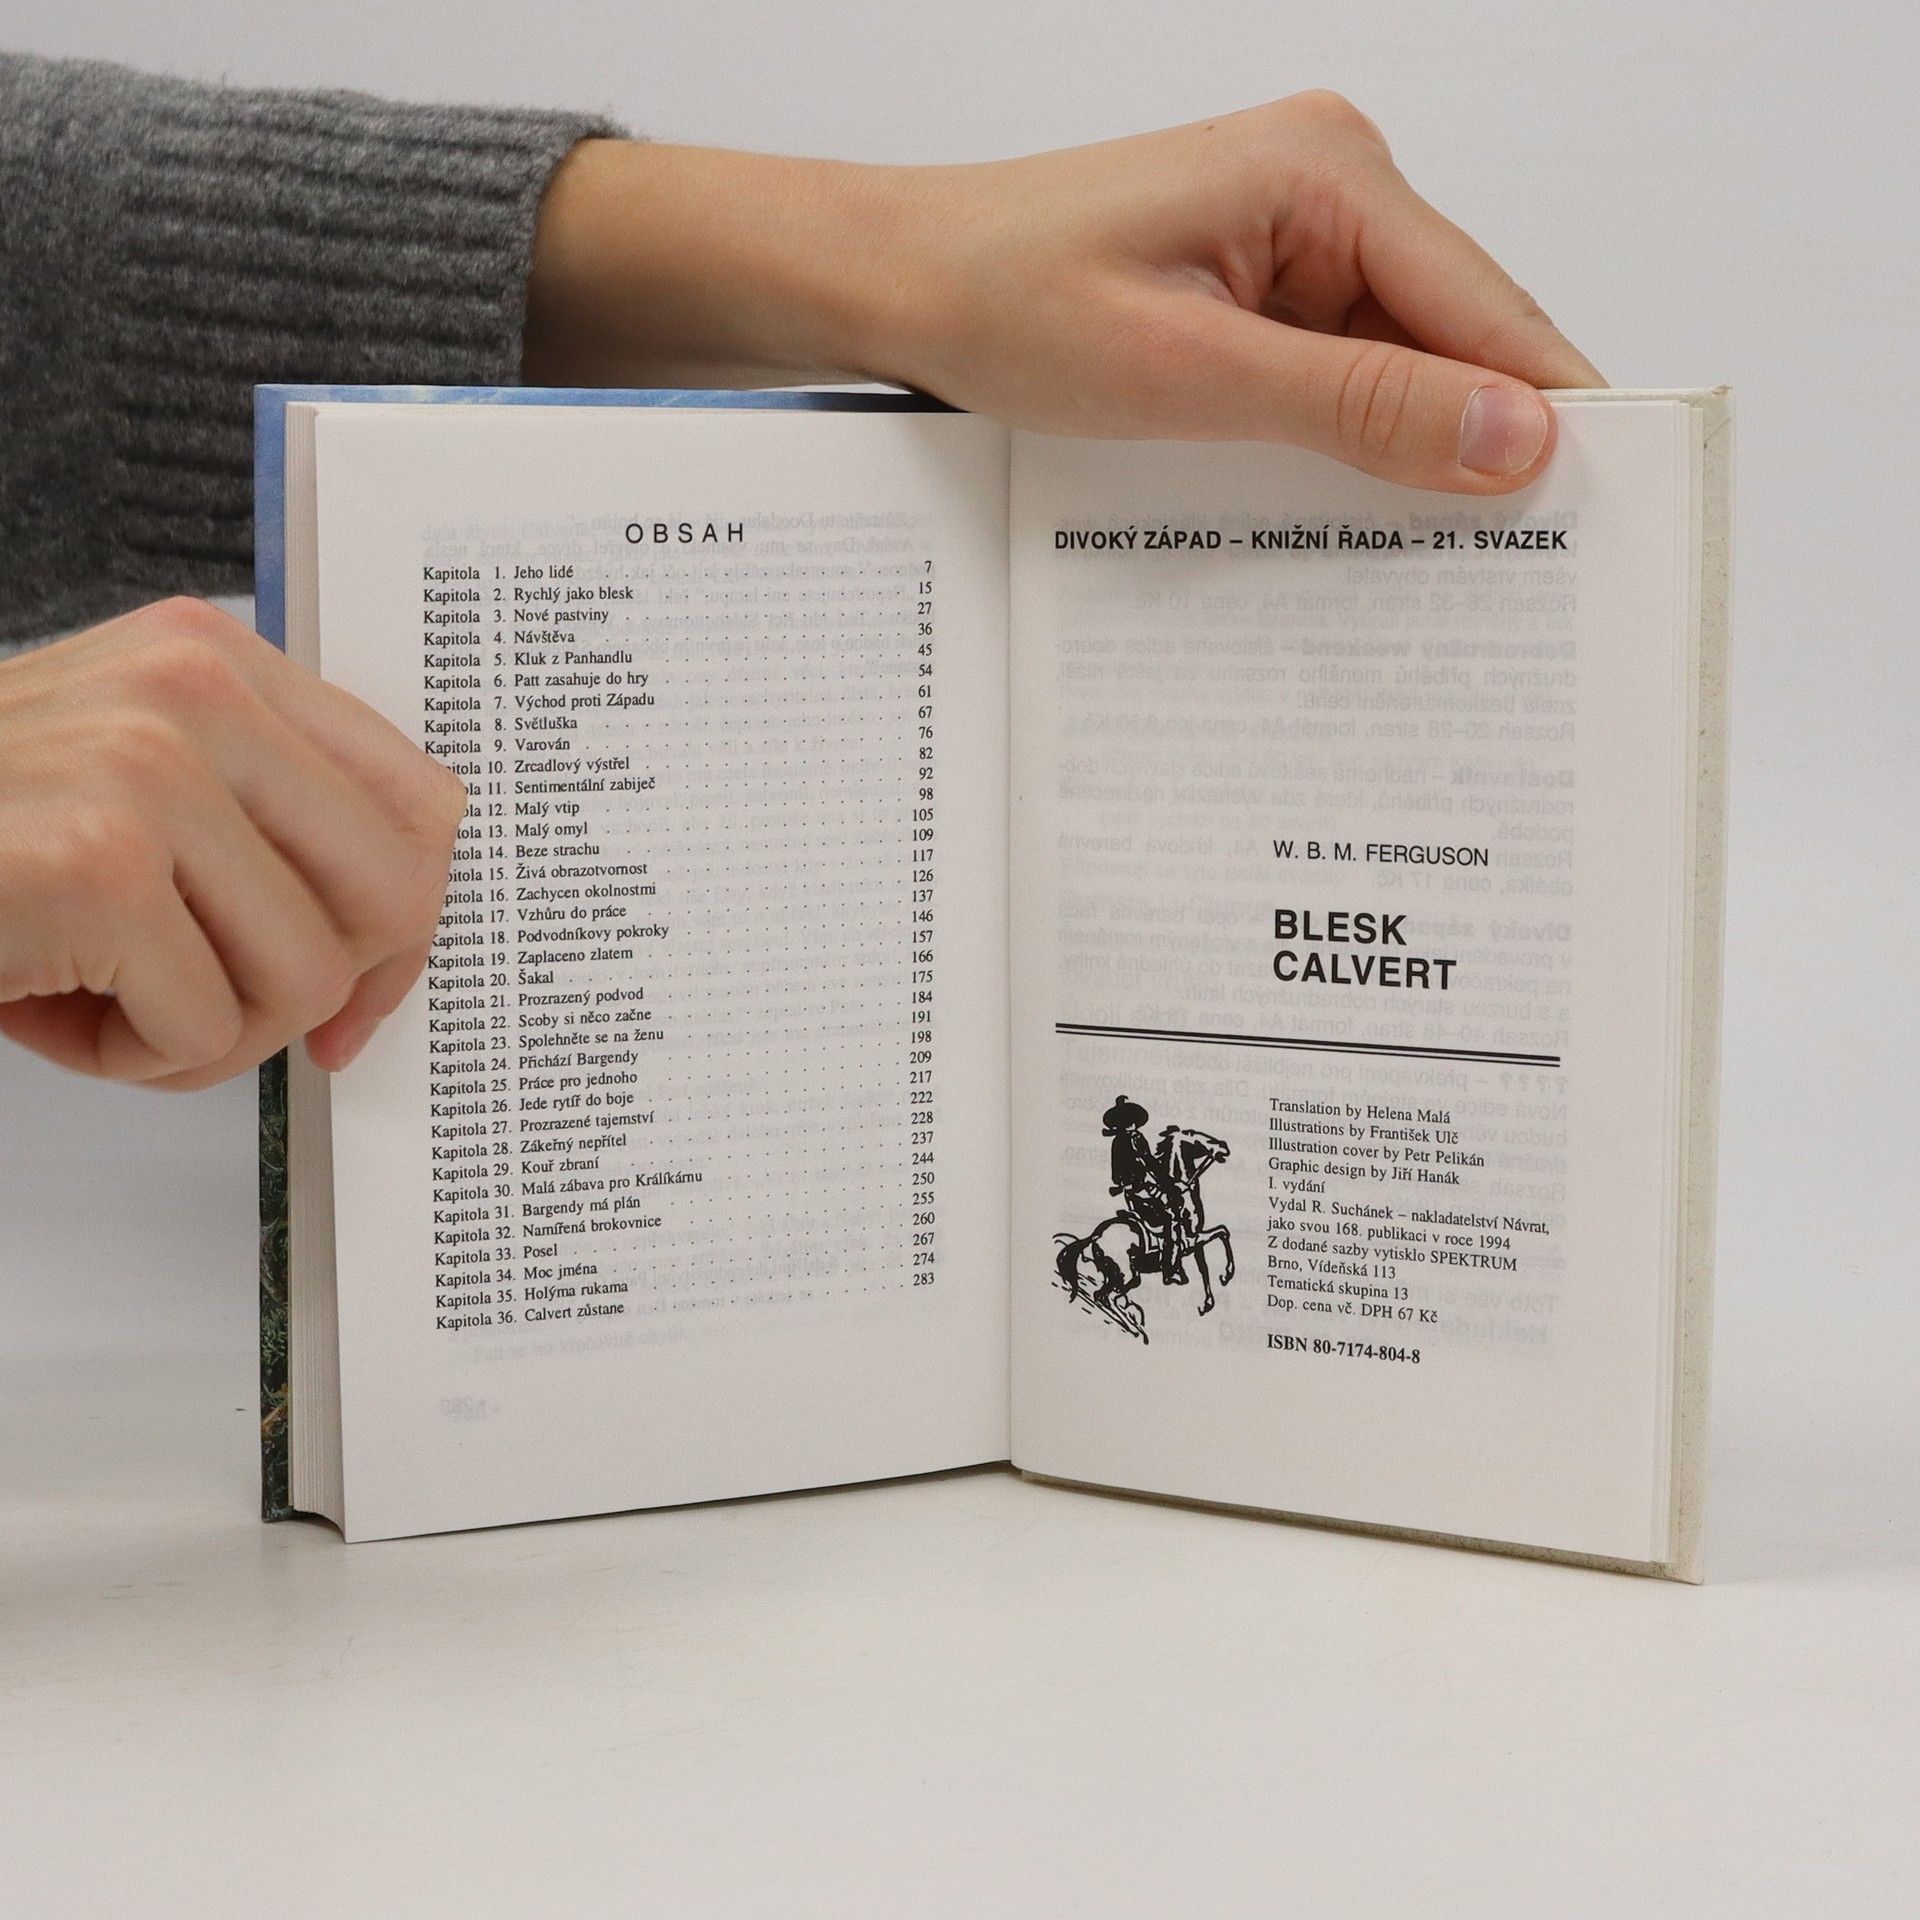 OBSAH
Kapitola 1. Jeho lidé 7
Kapitola 2. Rychlý jako blesk 15
Kapitola 3. Nové pastviny 27
Kapitola 4. Návštěva 36
Kapitola 5. Kluk z Panhandlu 45
Kapitola 6. Patt zasahuje do hry 54
Kapitola 7. Východ proti Západu 61
Kapitola 8. Světluška 67
Kapitola 9. Varován 76
itola 10. Zrcadlový výstřel 82
ola 11. Sentimentální zabiječ 92
ola 12. Malý vtip 98
tola 13. Malý omyl 105
itola 14. Beze strachu 109
pitola 15. Živá obrazotvornost 117
apitola 16. Zachycen okolnostmi 126
apitola 17. Vzhůru do práce 137
Kapitola 18. Podvodníkovy pokroky 146
Kapitola 19. Zaplaceno zlatem 157
Kapitola 20. Šakal 166
Kapitola 21. Prozrazený podvod 175
Kapitola 22. Scoby si něco začne 184
Kapitola 23. Spolehněte se na ženu 191
Kapitola 24. Přichází Bargendy 198
Kapitola 25. Práce pro jednoho 209
Kapitola 26. Jede rytíř do boje 217
Kapitola 27. Prozrazené tajemství 222
Kapitola 28. Zákeřný nepřítel 228
Kapitola 29. Kouř zbraní 237
Kapitola 30. Malá zábava pro Králíkárnu 244
Kapitola 31. Bargendy má plán 250
Kapitola 32. Namířená brokovnice 255
Kapitola 33. Posel 260
Kapitola 34. Moc jména 267
Kapitola 35. Holýma rukama 274
Kapitola 36. Calvert zůstane 283
DIVOKÝ ZÁPAD – KNIŽNÍ ŘADA – 21. SVAZEK
W. B. M. FERGUSON
BLESK
CALVERT
Translation by Helena Malá
Illustrations by František Ulč
Illustration cover by Petr Pelikán
Graphic design by Jiří Hanák
I. vydání
Vydal R. Suchánek – nakladatelství Návrat,
jako svou 168. publikaci v roce 1994
Z dodané sazby vytisklo SPEKTRUM
Brno, Vídeňská 113
Tematická skupina 13
Dop. cena vč. DPH 67 Kč
ISBN 80-7174-804-8